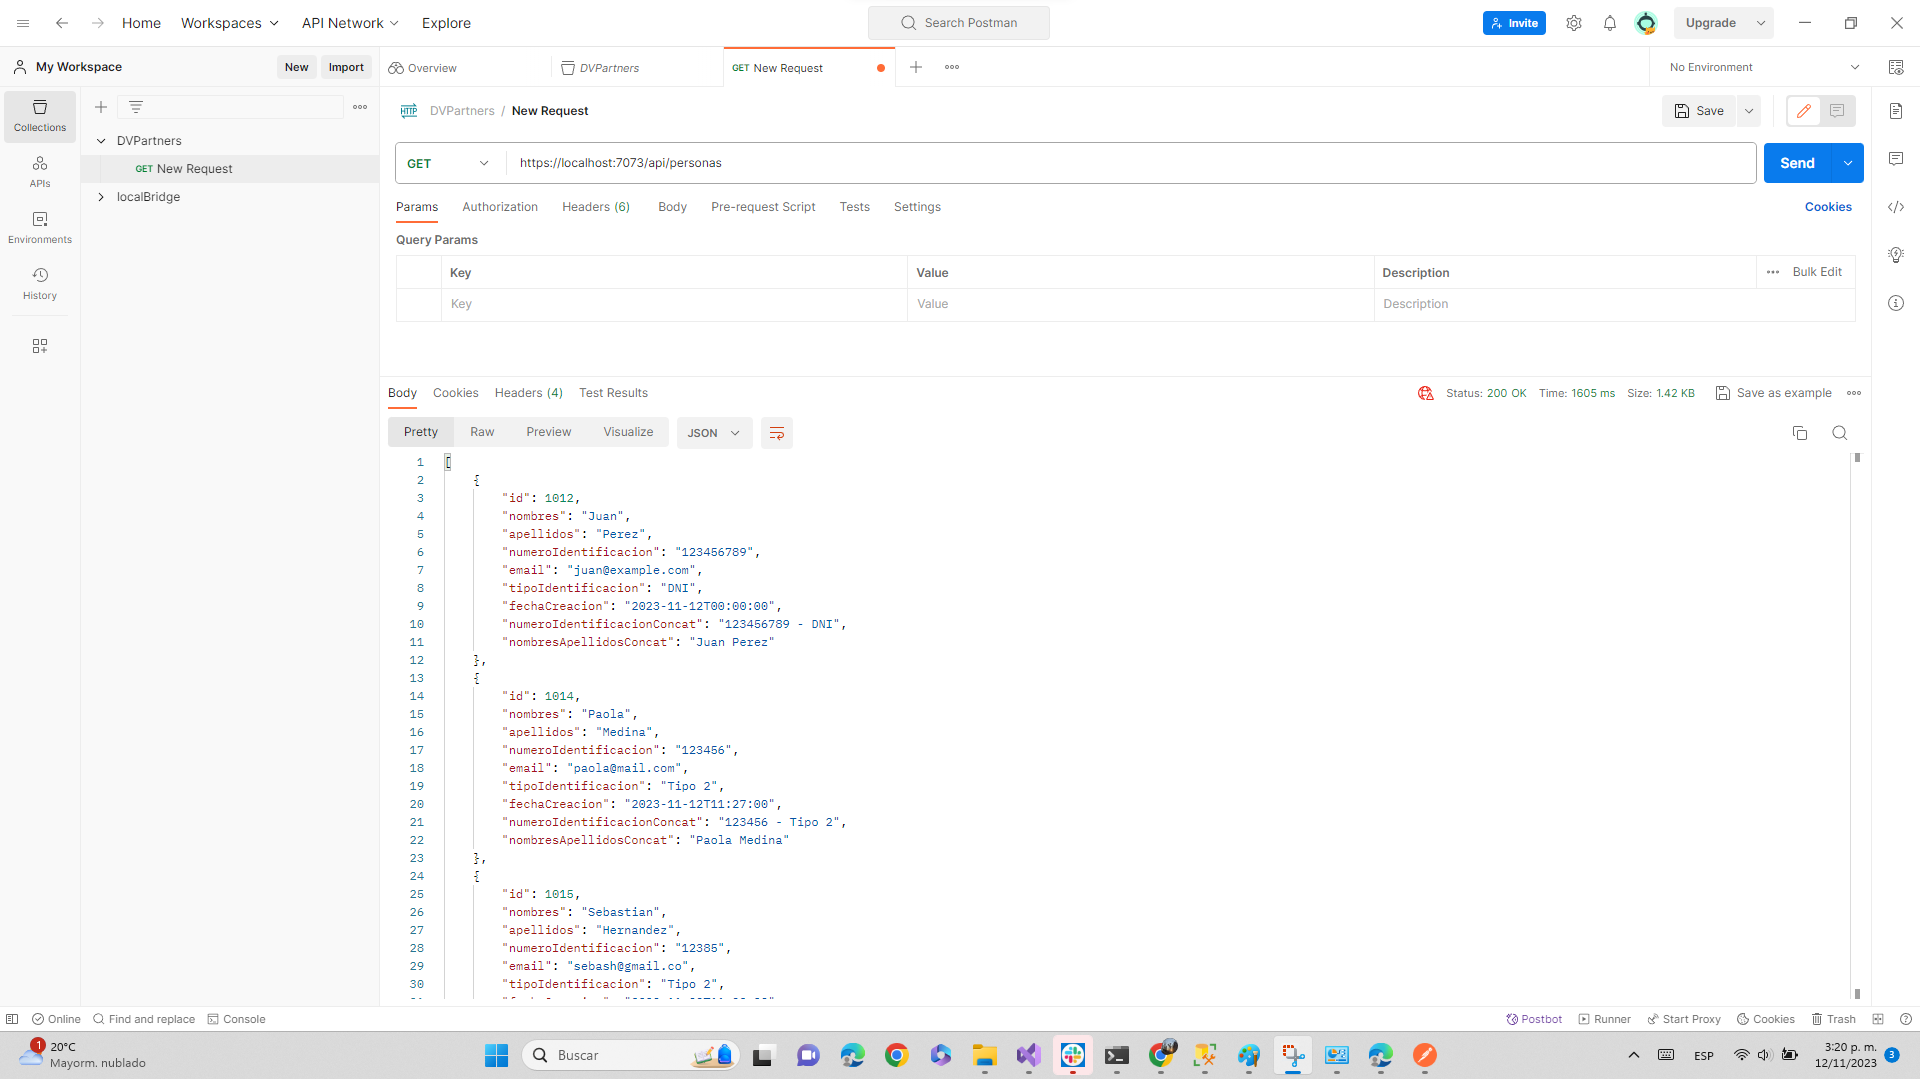 Home Workspaces API Network Explore Search Postman Invite Upgrade
My Workspace New Import Overview DVPartners GET New Request No Environment
Collections
APIs
Environments
History
DVPartners
GET New Request
localBridge
DVPartners / New Request Save
GET https://localhost:7073/api/personas Send
Params Authorization Headers (6) Body Pre-request Script Tests Settings Cookies
Query Params
Key Value Description Bulk Edit
Key Value Description
Body Cookies Headers (4) Test Results Status: 200 OK Time: 1605 ms Size: 1.42 KB Save as example
Pretty Raw Preview Visualize JSON
1 [
2 {
3 "id": 1012,
4 "nombres": "Juan",
5 "apellidos": "Perez",
6 "numeroIdentificacion": "123456789",
7 "email": "juan@example.com",
8 "tipoIdentificacion": "DNI",
9 "fechaCreacion": "2023-11-12T00:00:00",
10 "numeroIdentificacionConcat": "123456789 - DNI",
11 "nombresApellidosConcat": "Juan Perez"
12 },
13 {
14 "id": 1014,
15 "nombres": "Paola",
16 "apellidos": "Medina",
17 "numeroIdentificacion": "123456",
18 "email": "paola@mail.com",
19 "tipoIdentificacion": "Tipo 2",
20 "fechaCreacion": "2023-11-12T11:27:00",
21 "numeroIdentificacionConcat": "123456 - Tipo 2",
22 "nombresApellidosConcat": "Paola Medina"
23 },
24 {
25 "id": 1015,
26 "nombres": "Sebastian",
27 "apellidos": "Hernandez",
28 "numeroIdentificacion": "12385",
29 "email": "sebash@gmail.co",
30 "tipoIdentificacion": "Tipo 2",
Online Find and replace Console Postbot Runner Start Proxy Cookies Trash
1 20°C
Mayorm. nublado
Buscar
ESP
3:20 p. m.
12/11/2023 3